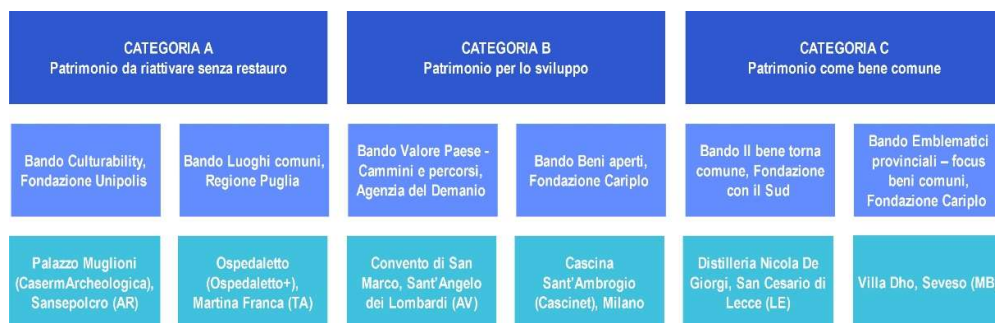 CATEGORIA A
Patrimonio da riattivare senza restauro
CATEGORIA B
Patrimonio per lo sviluppo
CATEGORIA C
Patrimonio come bene comune
Bando Culturability,
Fondazione Unipolis
Bando Luoghi comuni,
Regione Puglia
Bando Valore Paese -
Cammini e percorsi,
Agenzia del Demanio
Bando Beni aperti,
Fondazione Cariplo
Bando Il bene torna
comune, Fondazione
con il Sud
Bando Emblematici
provinciali – focus
beni comuni,
Fondazione Cariplo
Palazzo Muglioni
(CasermArcheologica),
Sansepolcro (AR)
Ospedaletto
(Ospedaletto+),
Martina Franca (TA)
Convento di San
Marco, Sant'Angelo
dei Lombardi (AV)
Cascina
Sant'Ambrogio
(Cascinet), Milano
Distilleria Nicola De
Giorgi, San Cesario di
Lecce (LE)
Villa Dho, Seveso (MB